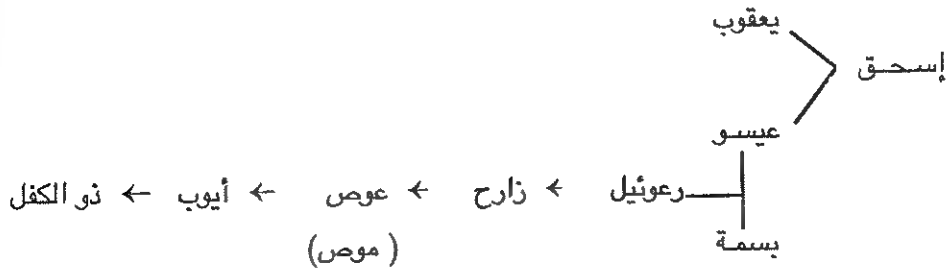 يعقوب
إسحق
عيسو
رعوئيل ← زارح ← عوص ← أيوب ← ذو الكفل
(موص)
بسمة